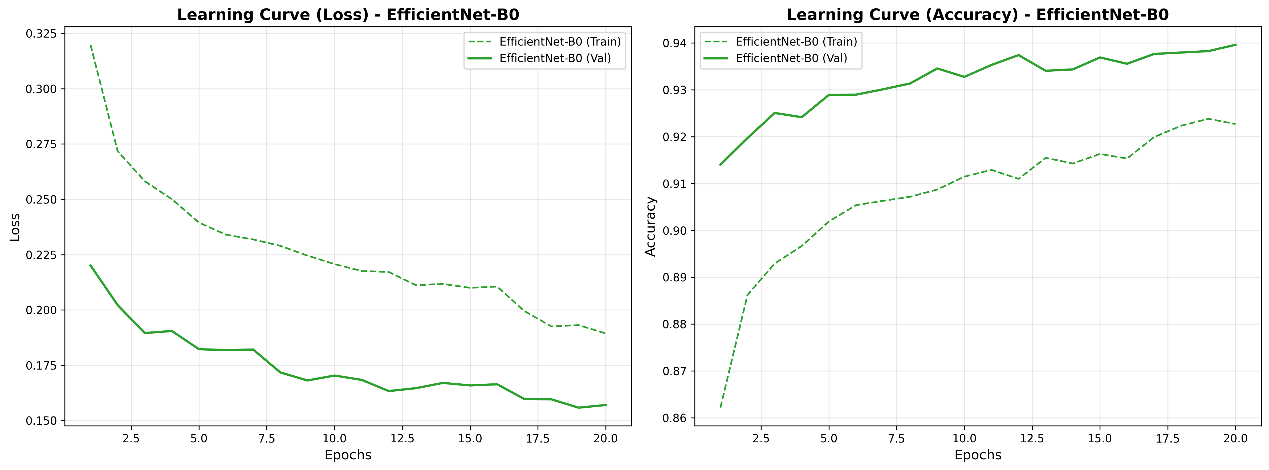 Learning Curve (Loss) - EfficientNet-B0
EfficientNet-B0 (Train)
EfficientNet-B0 (Val)
0.325
0.300
0.275
0.250
0.225
0.200
0.175
0.150
Loss
2.5 5.0 7.5 10.0 12.5 15.0 17.5 20.0
Epochs
Learning Curve (Accuracy) - EfficientNet-B0
EfficientNet-B0 (Train)
EfficientNet-B0 (Val)
0.94
0.93
0.92
0.91
0.90
0.89
0.88
0.87
0.86
Accuracy
2.5 5.0 7.5 10.0 12.5 15.0 17.5 20.0
Epochs